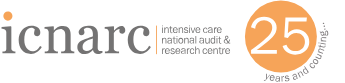 icnarc
intensive care
national audit &
research centre
25
years and counting...